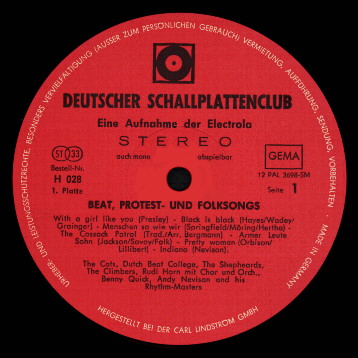 URHEBER- UND LEISTUNGSSCHUTZRECHTE, BESONDERS VERVIELFÄLTIGUNG (AUSSER ZUM PERSÖNLICHEN GEBRAUCH) VERMIETUNG, AUFFÜHRUNG, SENDUNG, VORBEHALTEN · MADE IN GERMANY
DEUTSCHER SCHALLPLATTENCLUB
Eine Aufnahme der Electrola
STEREO
auch mono abspielbar
ST 33
GEMA
Bestell-Nr.
H 028
1. Platte
12 PAL 3698-SM
Seite 1
BEAT, PROTEST- UND FOLKSONGS
With a girl like you (Presley) - Black is black (Hayes/Wadey/
Grainger) - Menschen so wie wir (Springfield/Möring/Hertha) -
The Cossack Patrol (Trad./Arr. Bergmann) - Armer Leute
Sohn (Jackson/Savoy/Folk) - Pretty woman (Orbison/
Lillibert) - Indiana (Nevison).
The Cats, Dutch Beat College, The Shepheards,
The Climbers, Rudi Horn mit Chor und Orch.,
Benny Quick, Andy Nevison and his
Rhythm-Masters
HERGESTELLT BEI DER CARL LINDSTRÖM GMBH